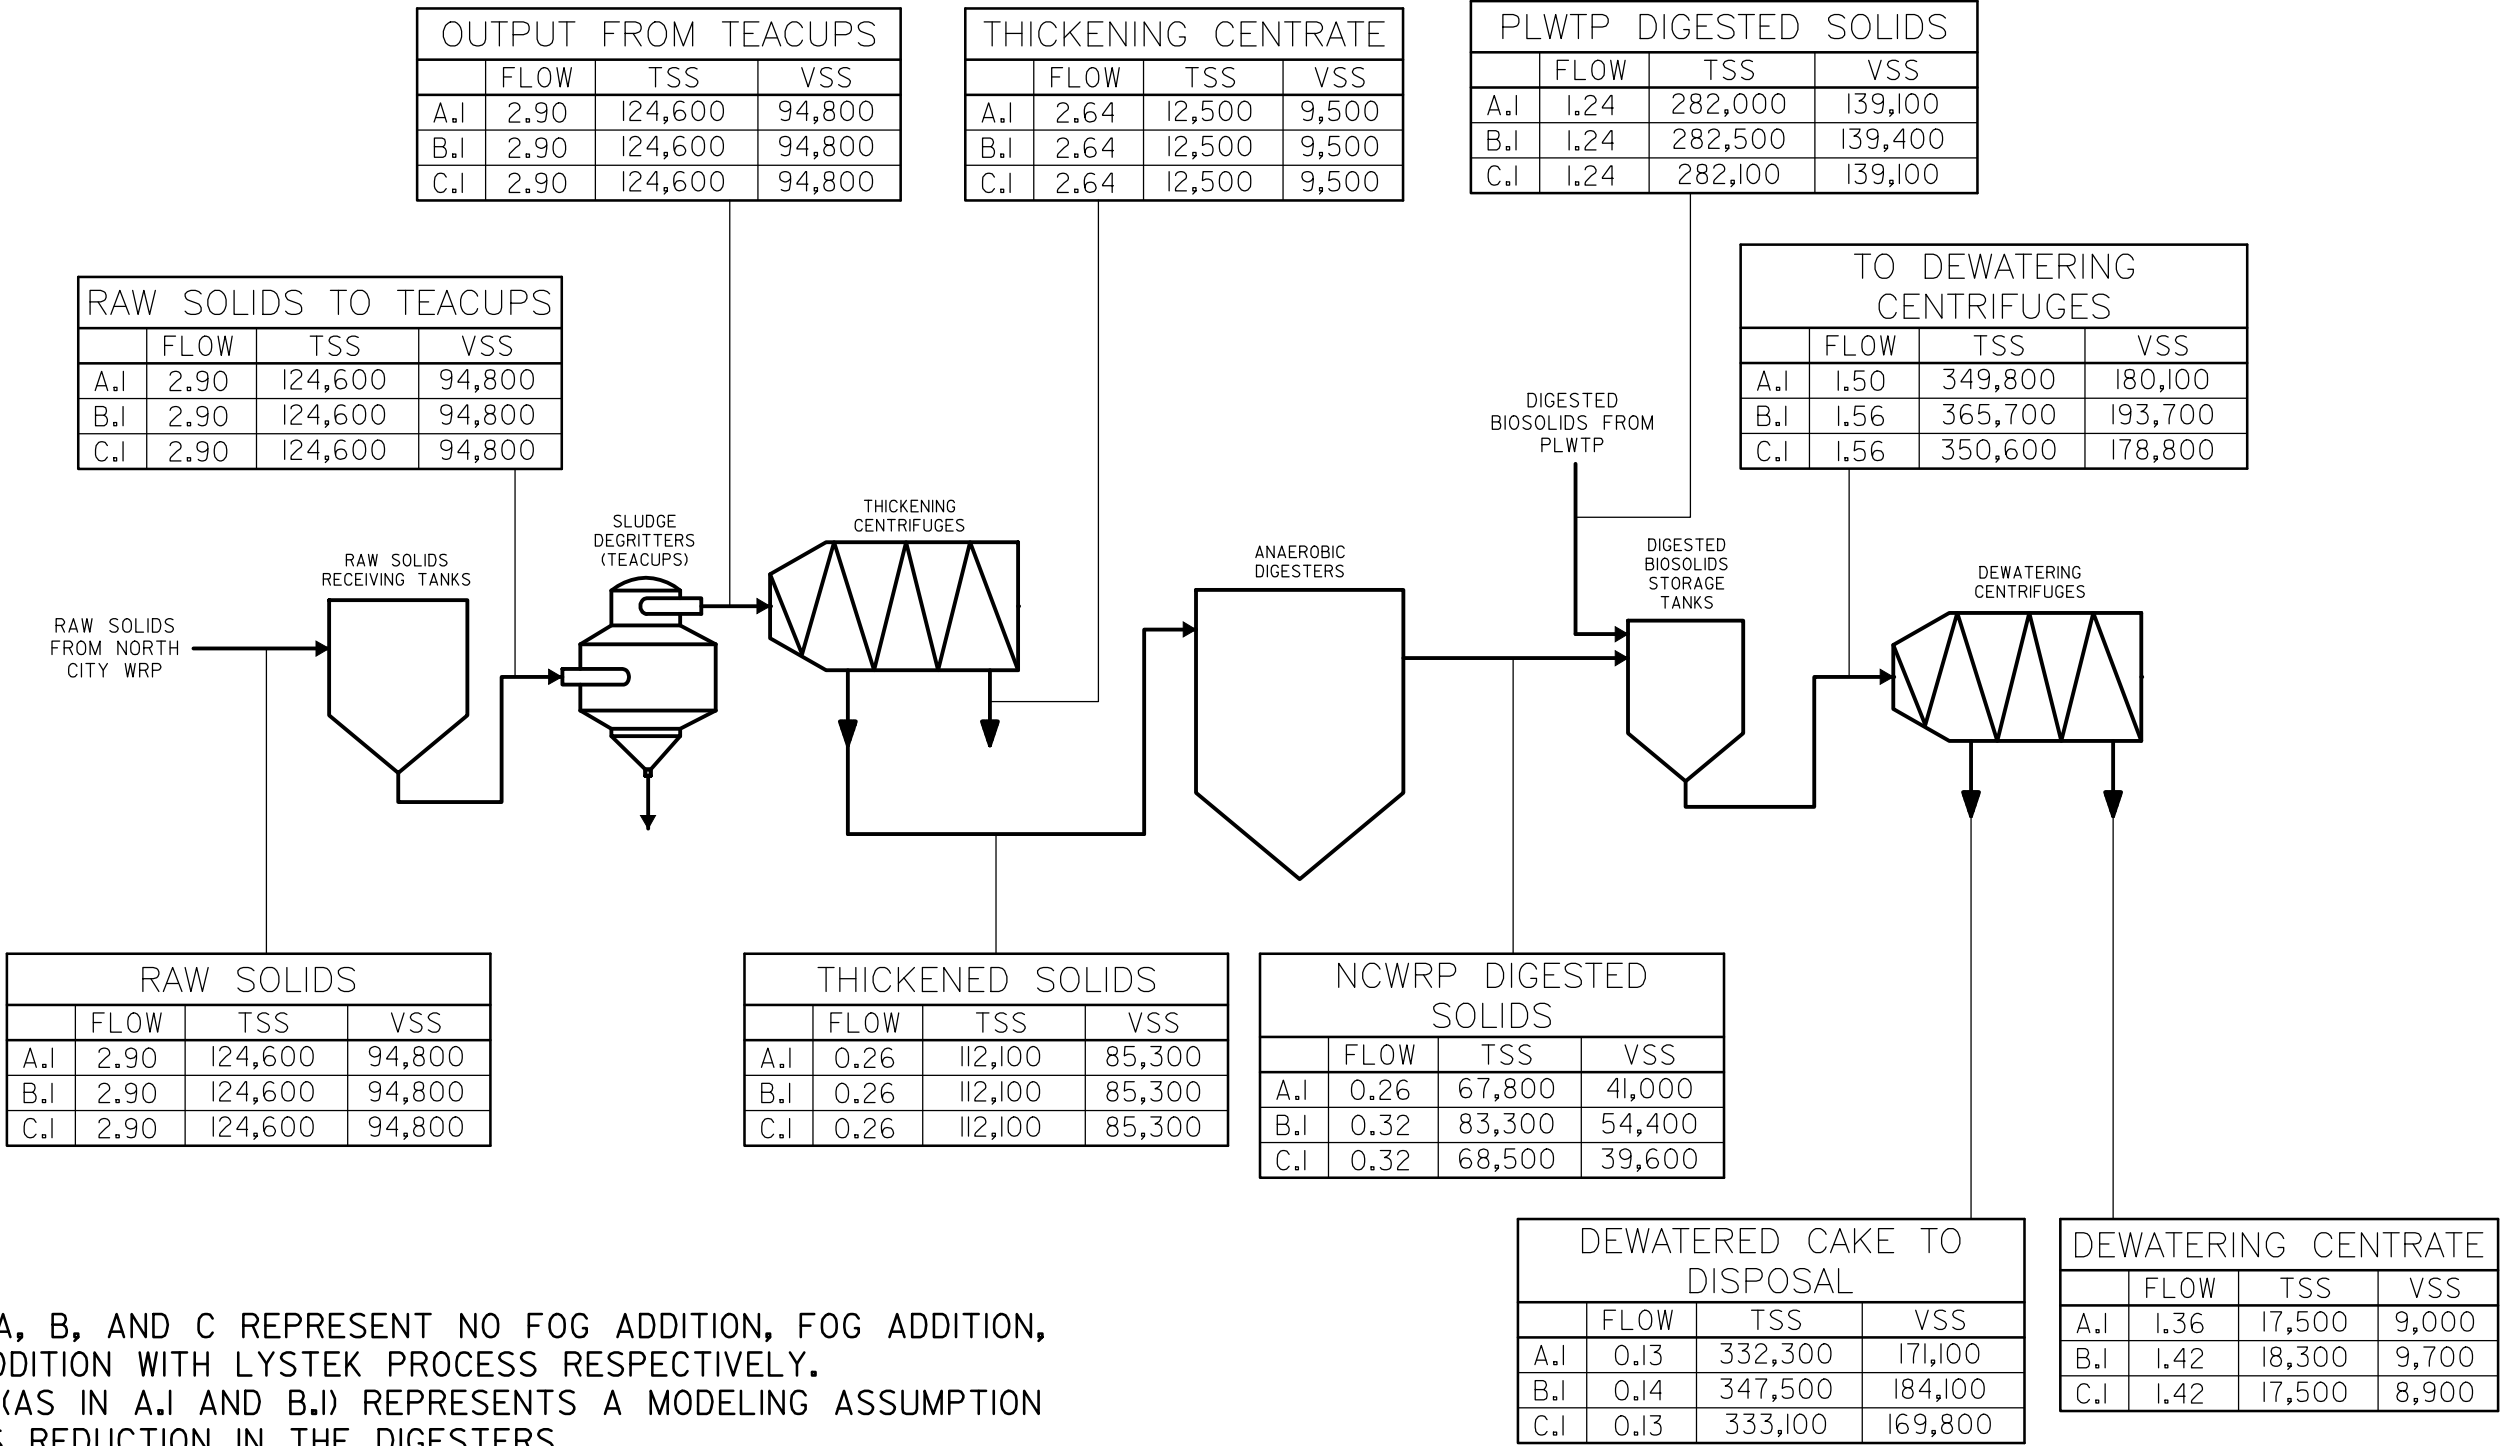 OUTPUT FROM TEACUPS
FLOW TSS VSS
A.1 2.90 124,600 94,800
B.1 2.90 124,600 94,800
C.1 2.90 124,600 94,800
THICKENING CENTRATE
FLOW TSS VSS
A.1 2.64 12,500 9,500
B.1 2.64 12,500 9,500
C.1 2.64 12,500 9,500
PLWTP DIGESTED SOLIDS
FLOW TSS VSS
A.1 1.24 282,000 139,100
B.1 1.24 282,500 139,400
C.1 1.24 282,100 139,100
RAW SOLIDS TO TEACUPS
FLOW TSS VSS
A.1 2.90 124,600 94,800
B.1 2.90 124,600 94,800
C.1 2.90 124,600 94,800
TO DEWATERING
CENTRIFUGES
FLOW TSS VSS
A.1 1.50 349,800 180,100
B.1 1.56 365,700 193,700
C.1 1.56 350,600 178,800
DIGESTED
BIOSOLIDS FROM
PLWTP
RAW SOLIDS
FROM NORTH
CITY WRP
RAW SOLIDS
RECEIVING TANKS
SLUDGE
DEGRITTERS
(TEACUPS)
THICKENING
CENTRIFUGES
ANAEROBIC
DIGESTERS
DIGESTED
BIOSOLIDS
STORAGE
TANKS
DEWATERING
CENTRIFUGES
RAW SOLIDS
FLOW TSS VSS
A.1 2.90 124,600 94,800
B.1 2.90 124,600 94,800
C.1 2.90 124,600 94,800
THICKENED SOLIDS
FLOW TSS VSS
A.1 0.26 112,100 85,300
B.1 0.26 112,100 85,300
C.1 0.26 112,100 85,300
NCWRP DIGESTED
SOLIDS
FLOW TSS VSS
A.1 0.26 67,800 41,000
B.1 0.32 83,300 54,400
C.1 0.32 68,500 39,600
DEWATERED CAKE TO
DISPOSAL
FLOW TSS VSS
A.1 0.13 332,300 171,100
B.1 0.14 347,500 184,100
C.1 0.13 333,100 169,800
DEWATERING CENTRATE
FLOW TSS VSS
A.1 1.36 17,500 9,000
B.1 1.42 18,300 9,700
C.1 1.42 17,500 8,900
A, B, AND C REPRESENT NO FOG ADDITION, FOG ADDITION,
DDITION WITH LYSTEK PROCESS RESPECTIVELY.
(AS IN A.1 AND B.1) REPRESENTS A MODELING ASSUMPTION
REDUCTION IN THE DIGESTERS